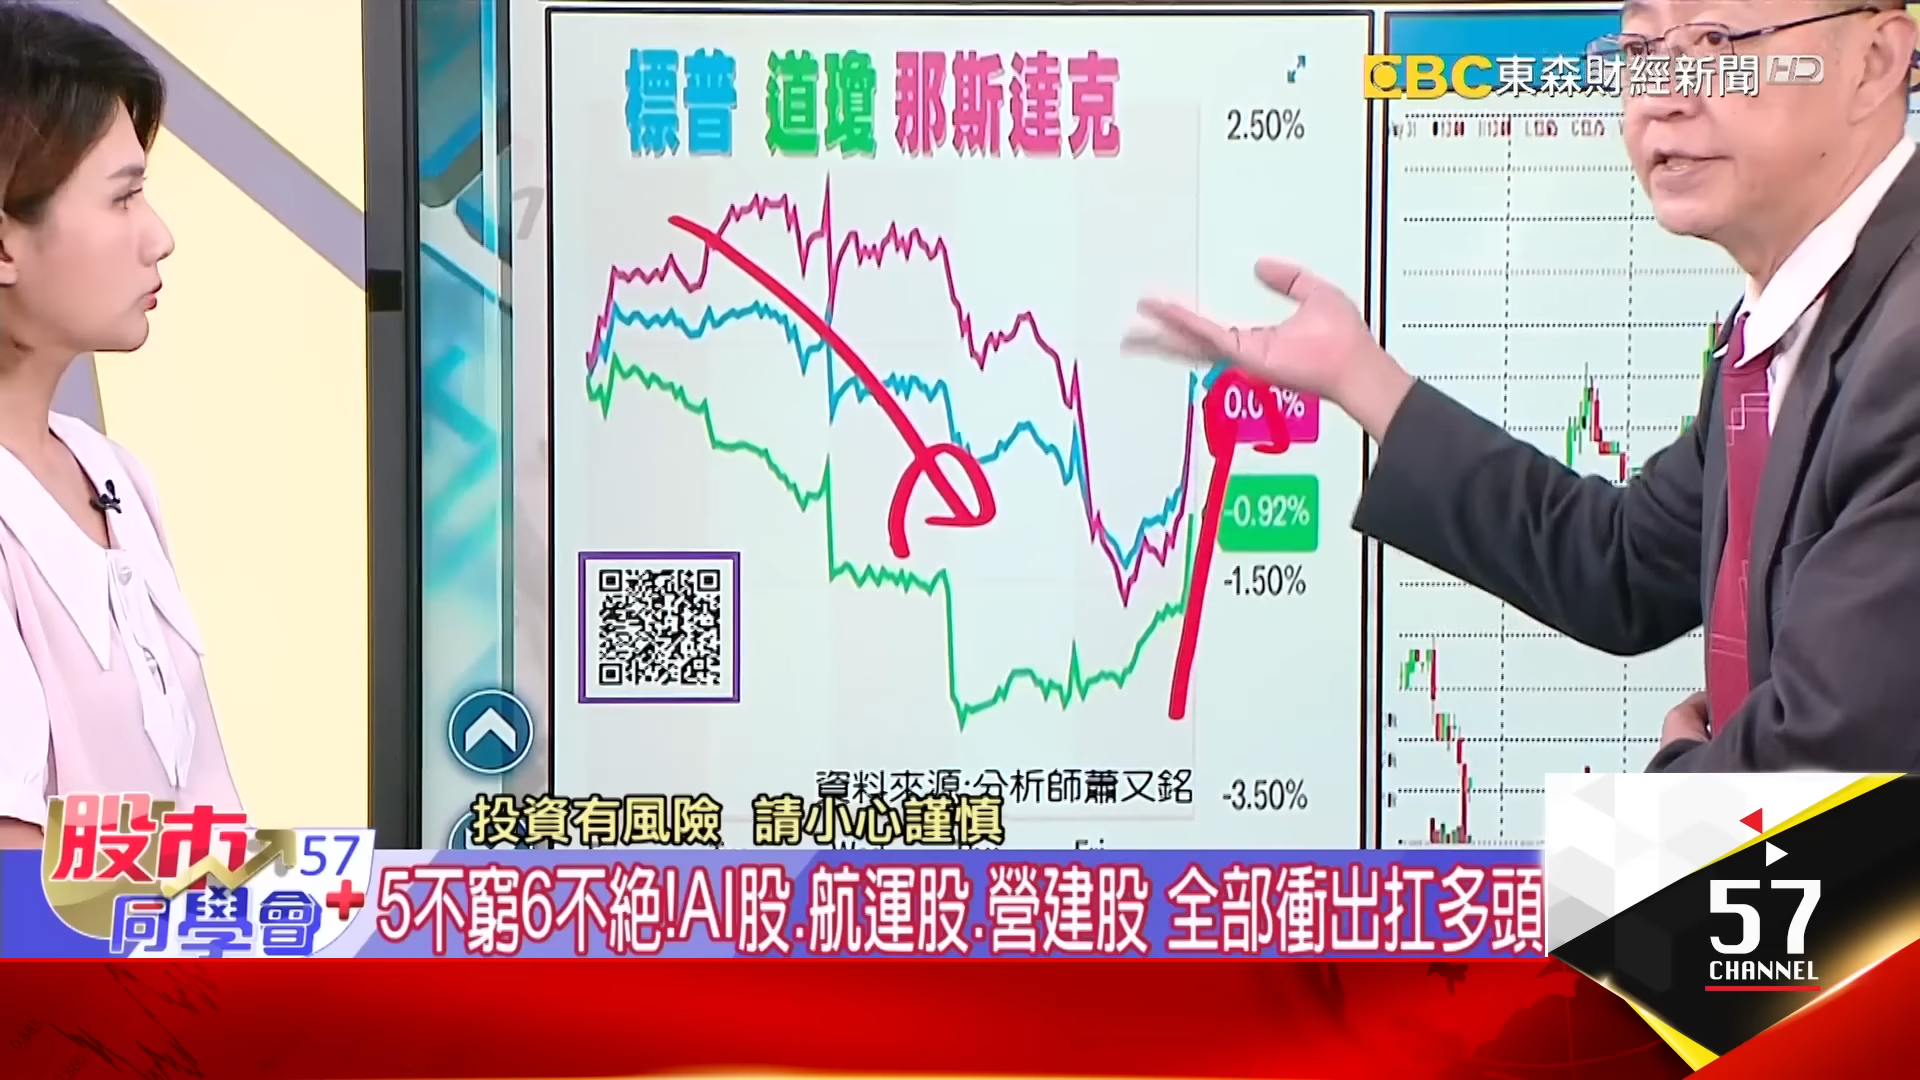 標普 道瓊 那斯達克
2.50%
EBC東森財經新聞HD
-0.92%
-1.50%
資料來源:分析師蕭又銘
-3.50%
投資有風險 請小心謹慎
股市
同學會
57
+
5不窮6不絕!AI股.航運股.營建股 全部衝出扛多頭
57
CHANNEL